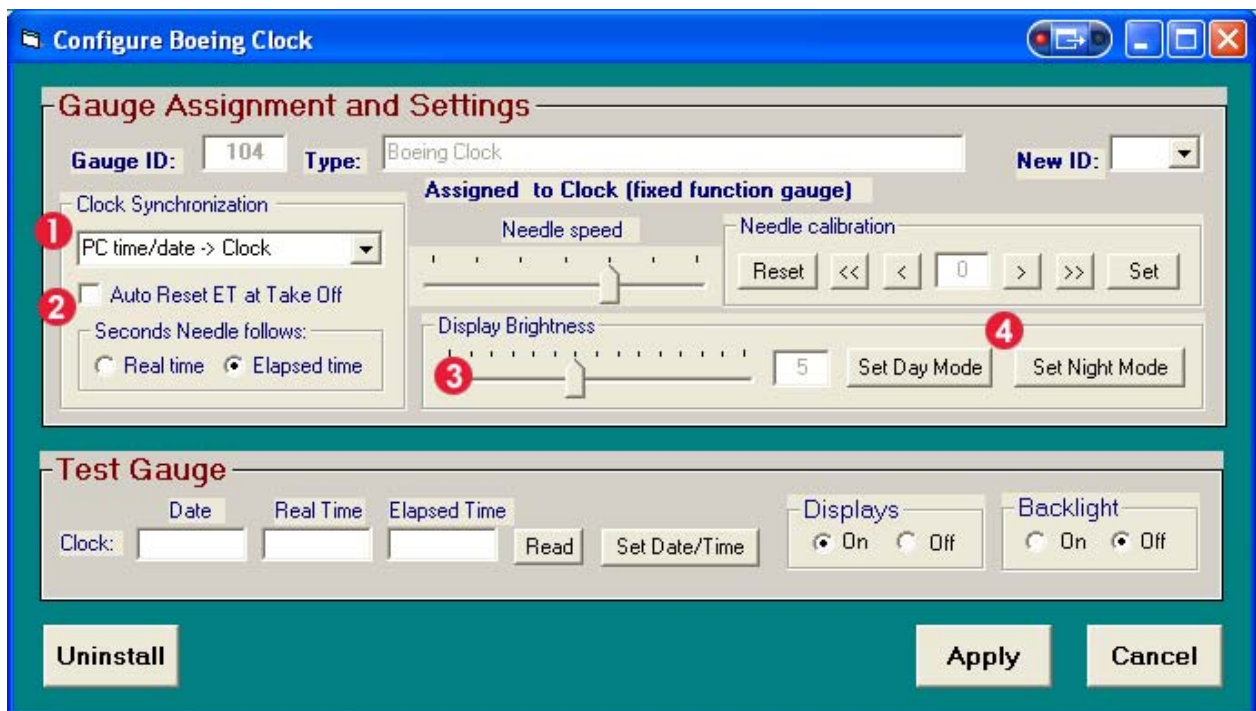 Configure Boeing Clock
Gauge Assignment and Settings
Gauge ID: 104 Type: Boeing Clock New ID:
Assigned to Clock (fixed function gauge)
Clock Synchronization
1
PC time/date -> Clock
2
Auto Reset ET at Take Off
Seconds Needle follows:
Real time Elapsed time
Needle speed
Needle calibration
Reset << < 0 > >> Set
Display Brightness
3
5 Set Day Mode Set Night Mode
4
Test Gauge
Date Real Time Elapsed Time
Clock: Read Set Date/Time
Displays
On Off
Backlight
On Off
Uninstall Apply Cancel